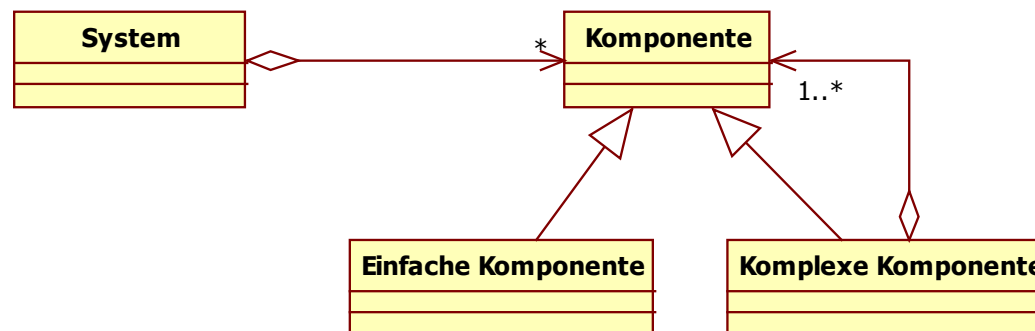 System
*
Komponente
1..*
Einfache Komponente
Komplexe Komponente